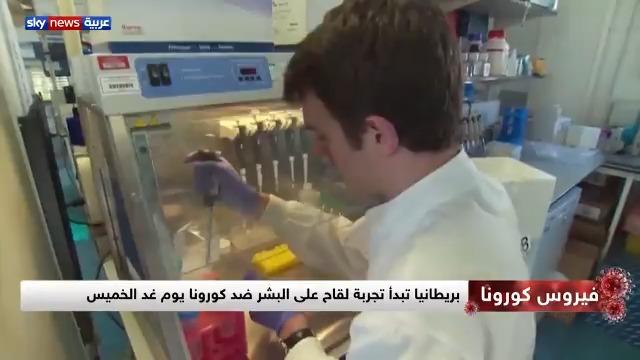 sky news عربية
فيروس كورونا
بريطانيا تبدأ تجربة لقاح على البشر ضد كورونا يوم غد الخميس